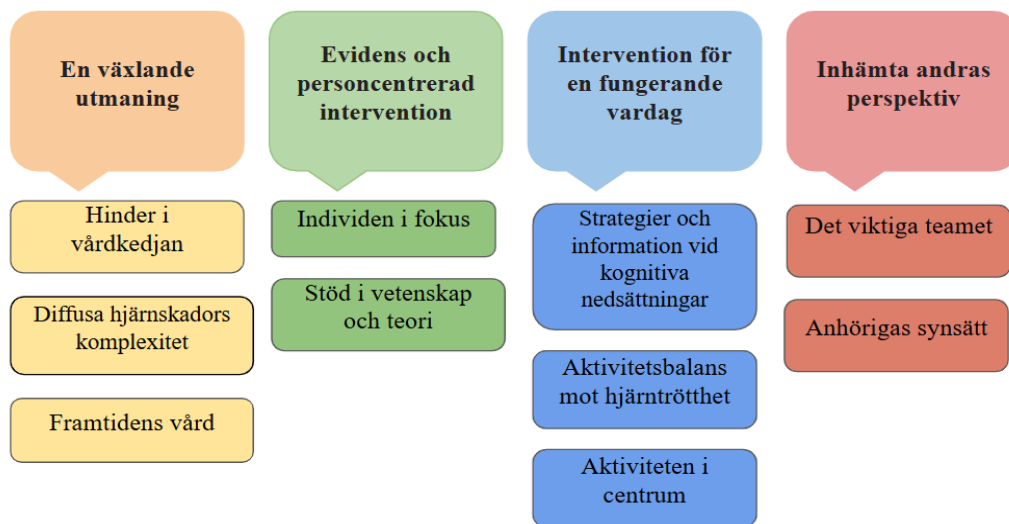 En växlande
utmaning
Hinder i
vårdkedjan
Diffusa hjärnskadors
komplexitet
Framtidens vård
Evidens och
personcentrerad
intervention
Individen i fokus
Stöd i vetenskap
och teori
Intervention för
en fungerande
vardag
Strategier och
information vid
kognitiva
nedsättningar
Aktivitetsbalans
mot hjärntrötthet
Aktiviteten i
centrum
Inhämta andras
perspektiv
Det viktiga teamet
Anhörigas synsätt